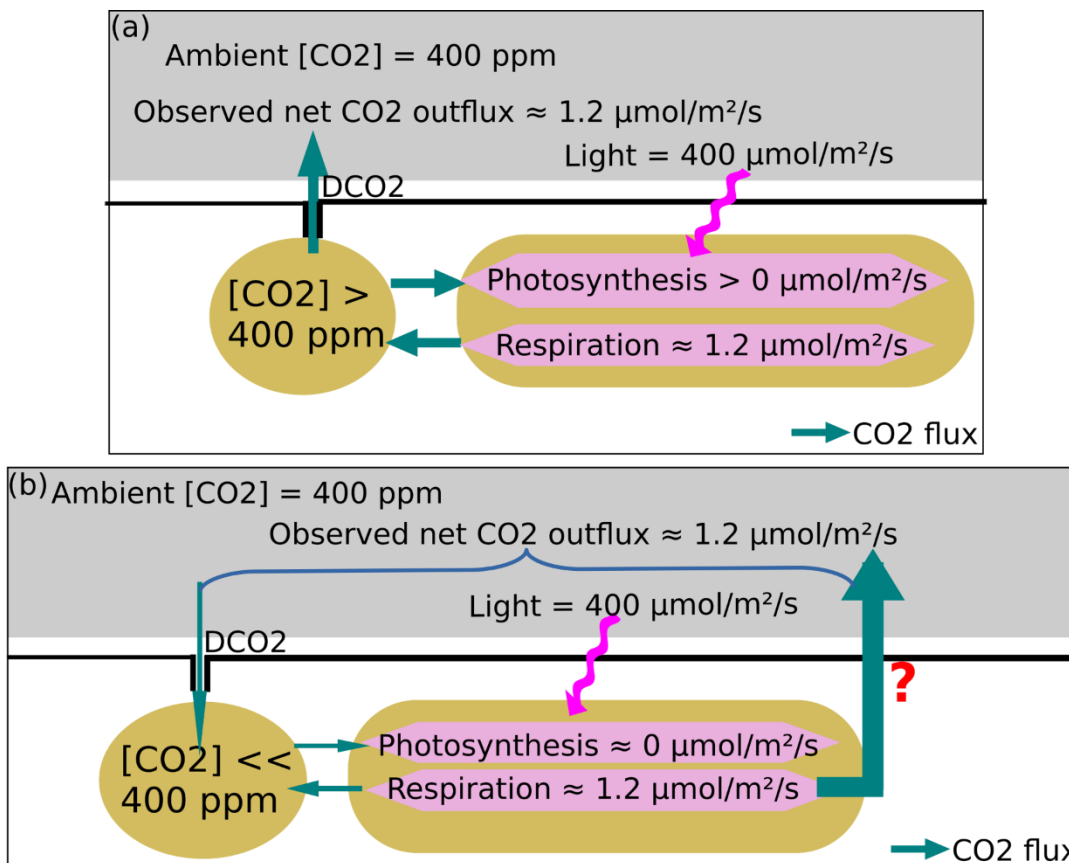 (a)
Ambient [CO2] = 400 ppm
Observed net CO2 outflux ≈ 1.2 µmol/m²/s
Light = 400 µmol/m²/s
DCO2
[CO2] >
400 ppm
Photosynthesis > 0 µmol/m²/s
Respiration ≈ 1.2 µmol/m²/s
CO2 flux
(b)
Ambient [CO2] = 400 ppm
Observed net CO2 outflux ≈ 1.2 µmol/m²/s
Light = 400 µmol/m²/s
DCO2
?
[CO2] <<
400 ppm
Photosynthesis ≈ 0 µmol/m²/s
Respiration ≈ 1.2 µmol/m²/s
CO2 flux